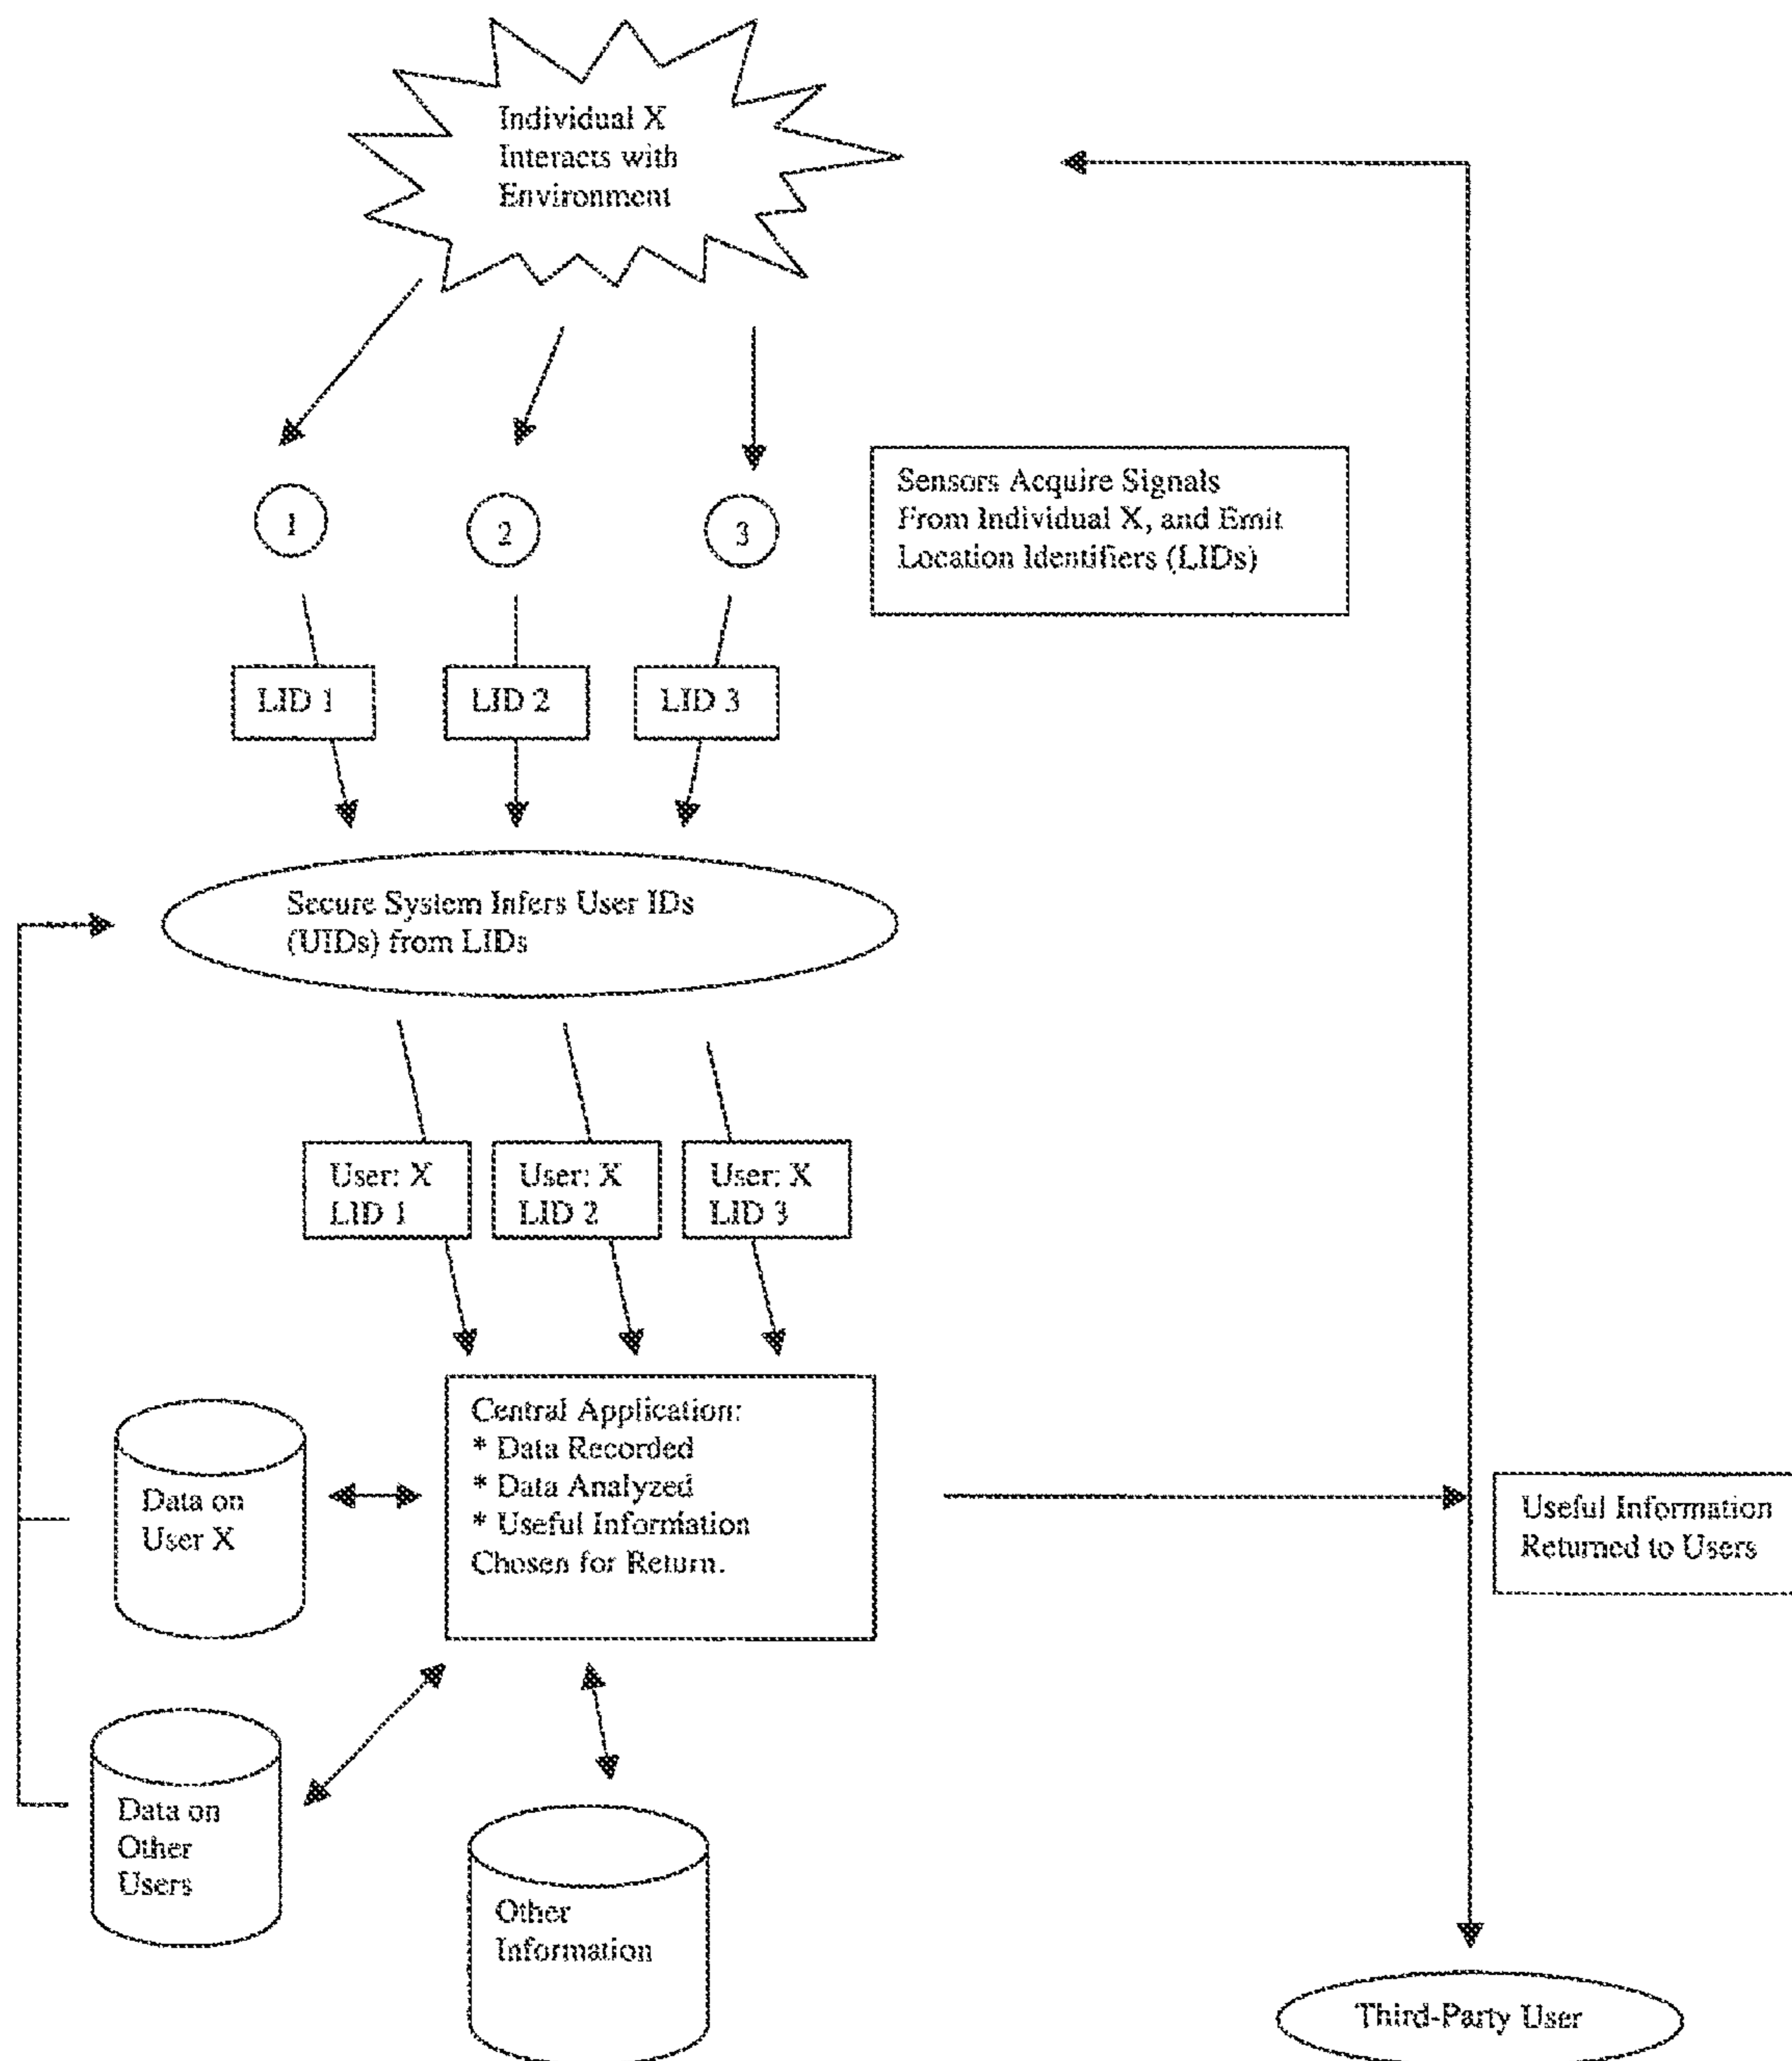 Individual X
Interacts with
Environment
1
2
3
Sensors Acquire Signals
From Individual X, and Emit
Location Identifiers (LIDs)
LID 1
LID 2
LID 3
Secure System Infers User IDs
(UIDs) from LIDs
User: X
LID 1
User: X
LID 2
User: X
LID 3
Central Application:
* Data Recorded
* Data Analyzed
* Useful Information
Chosen for Return.
Data on
User X
Useful Information
Returned to Users
Data on
Other
Users
Other
Information
Third-Party User